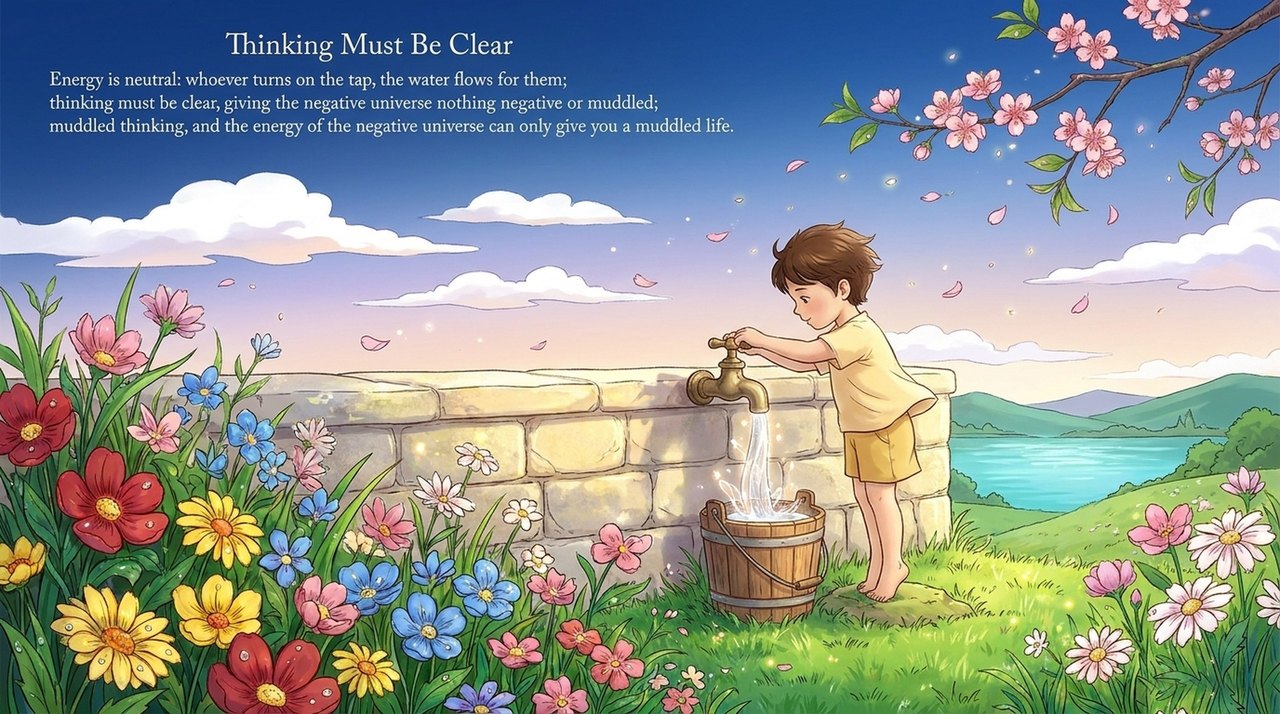 Thinking Must Be Clear
Energy is neutral: whoever turns on the tap, the water flows for them;
thinking must be clear, giving the negative universe nothing negative or muddled;
muddled thinking, and the energy of the negative universe can only give you a muddled life.